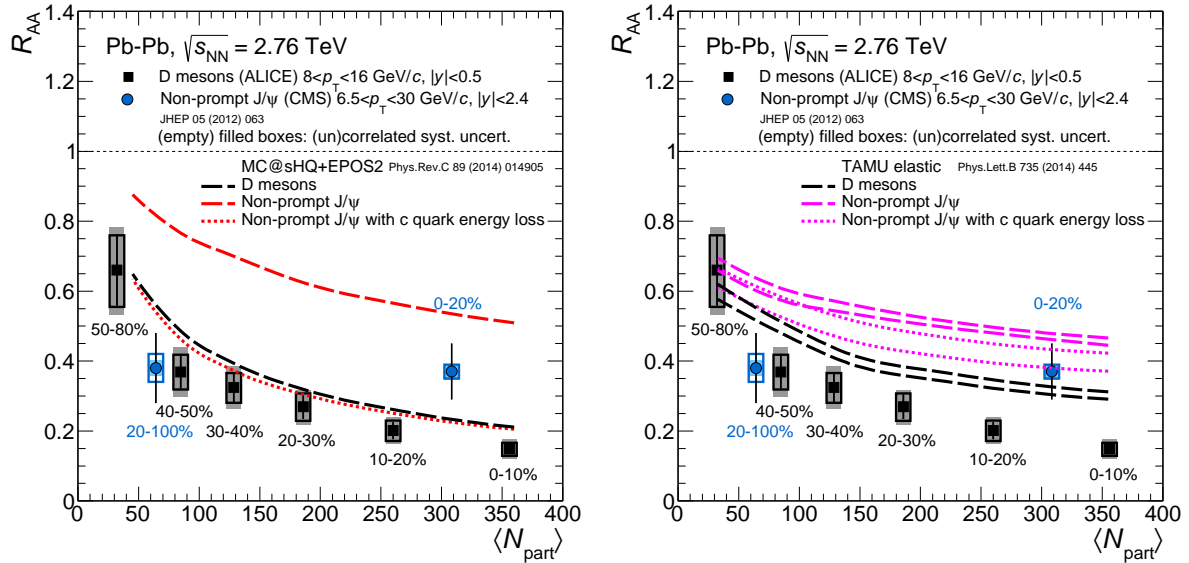 R_AA
1.4
1.2
1
0.8
0.6
0.4
0.2
0
Pb-Pb, √s_NN = 2.76 TeV
D mesons (ALICE) 8<p_T<16 GeV/c, |y|<0.5
Non-prompt J/ψ (CMS) 6.5<p_T<30 GeV/c, |y|<2.4
JHEP 05 (2012) 063
(empty) filled boxes: (un)correlated syst. uncert.
MC@sHQ+EPOS2 Phys.Rev.C 89 (2014) 014905
D mesons
Non-prompt J/ψ
Non-prompt J/ψ with c quark energy loss
0-20%
50-80%
40-50%
20-100%
30-40%
20-30%
10-20%
0-10%
0 50 100 150 200 250 300 350 400
⟨N_part⟩
R_AA
1.4
1.2
1
0.8
0.6
0.4
0.2
0
Pb-Pb, √s_NN = 2.76 TeV
D mesons (ALICE) 8<p_T<16 GeV/c, |y|<0.5
Non-prompt J/ψ (CMS) 6.5<p_T<30 GeV/c, |y|<2.4
JHEP 05 (2012) 063
(empty) filled boxes: (un)correlated syst. uncert.
TAMU elastic Phys.Lett.B 735 (2014) 445
D mesons
Non-prompt J/ψ
Non-prompt J/ψ with c quark energy loss
0-20%
50-80%
40-50%
20-100%
30-40%
20-30%
10-20%
0-10%
0 50 100 150 200 250 300 350 400
⟨N_part⟩